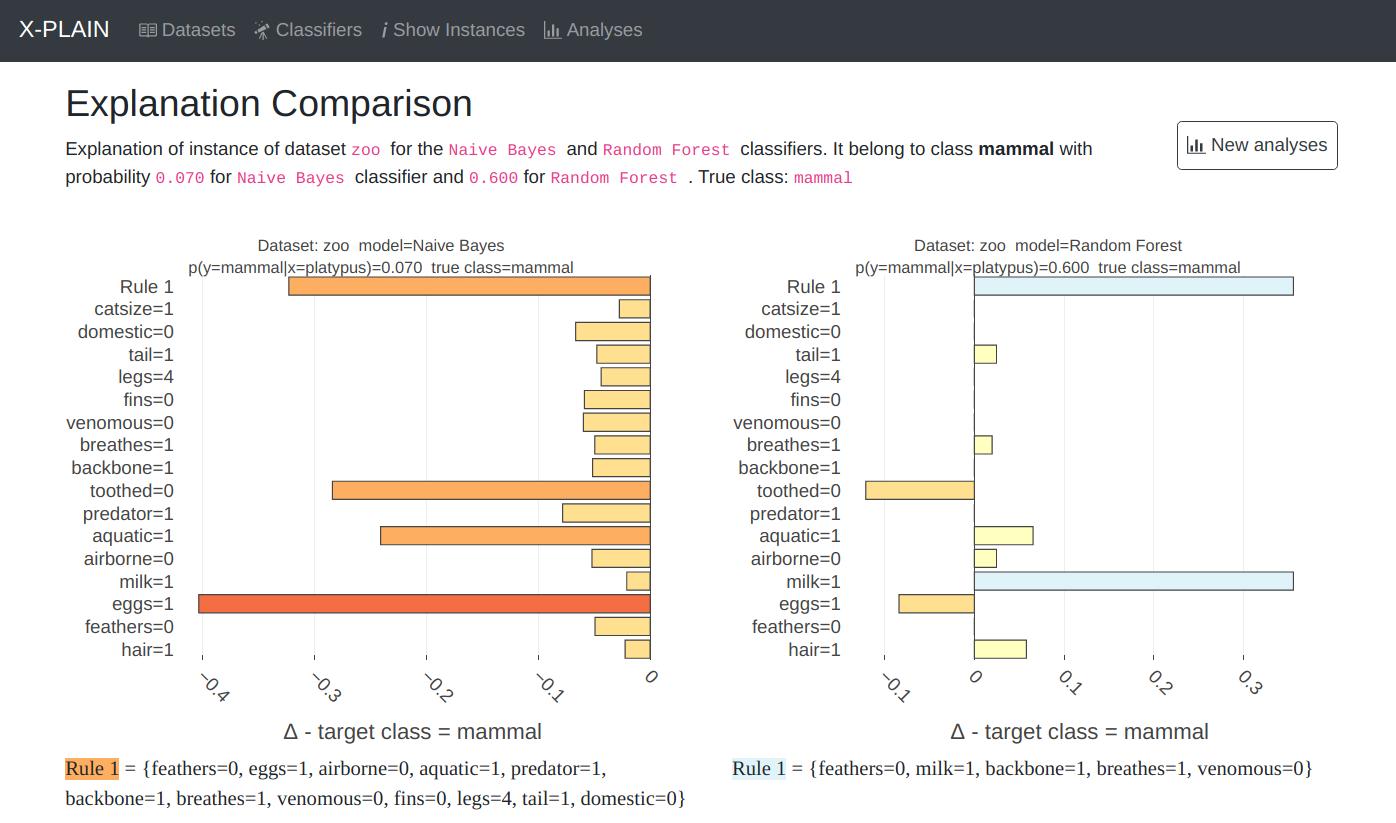 X-PLAIN Datasets Classifiers i Show Instances Analyses
Explanation Comparison
Explanation of instance of dataset zoo for the Naive Bayes and Random Forest classifiers. It belong to class mammal with
probability 0.070 for Naive Bayes classifier and 0.600 for Random Forest . True class: mammal
New analyses
Dataset: zoo model=Naive Bayes
p(y=mammal|x=platypus)=0.070 true class=mammal
Rule 1
catsize=1
domestic=0
tail=1
legs=4
fins=0
venomous=0
breathes=1
backbone=1
toothed=0
predator=1
aquatic=1
airborne=0
milk=1
eggs=1
feathers=0
hair=1
−0.4 −0.3 −0.2 −0.1 0
Δ - target class = mammal
Rule 1 = {feathers=0, eggs=1, airborne=0, aquatic=1, predator=1,
backbone=1, breathes=1, venomous=0, fins=0, legs=4, tail=1, domestic=0}
Dataset: zoo model=Random Forest
p(y=mammal|x=platypus)=0.600 true class=mammal
Rule 1
catsize=1
domestic=0
tail=1
legs=4
fins=0
venomous=0
breathes=1
backbone=1
toothed=0
predator=1
aquatic=1
airborne=0
milk=1
eggs=1
feathers=0
hair=1
−0.1 0 0.1 0.2 0.3
Δ - target class = mammal
Rule 1 = {feathers=0, milk=1, backbone=1, breathes=1, venomous=0}